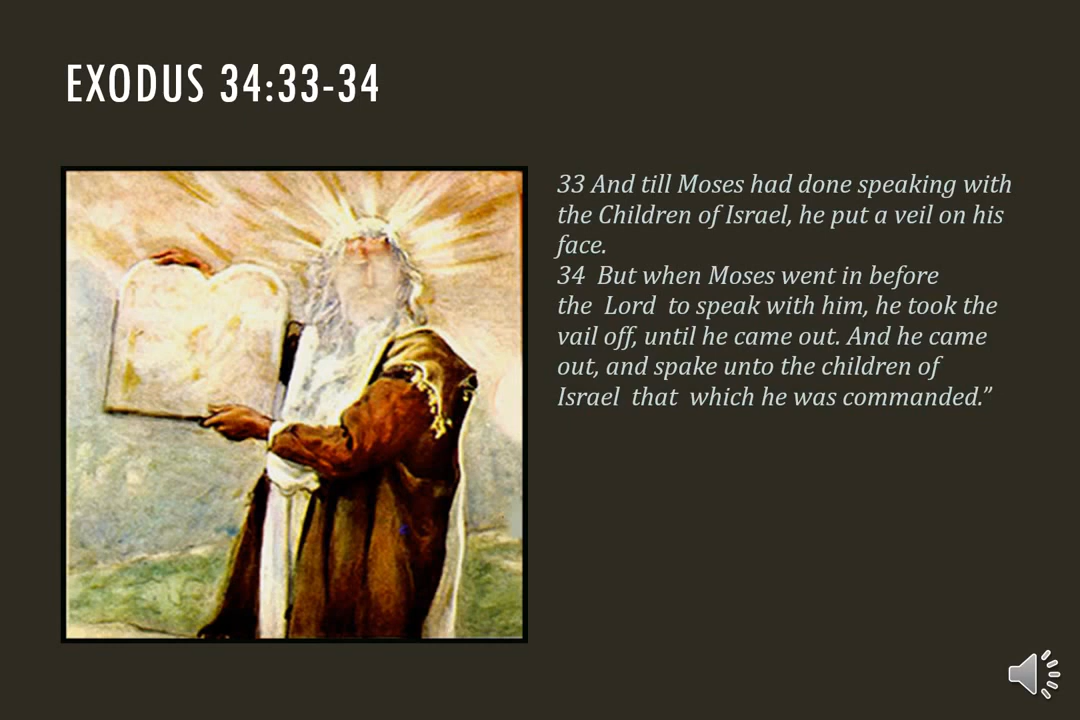 EXODUS 34:33-34
33 And till Moses had done speaking with
the Children of Israel, he put a veil on his
face.
34  But when Moses went in before
the  Lord  to speak with him, he took the
vail off, until he came out. And he came
out, and spake unto the children of
Israel  that  which he was commanded.”